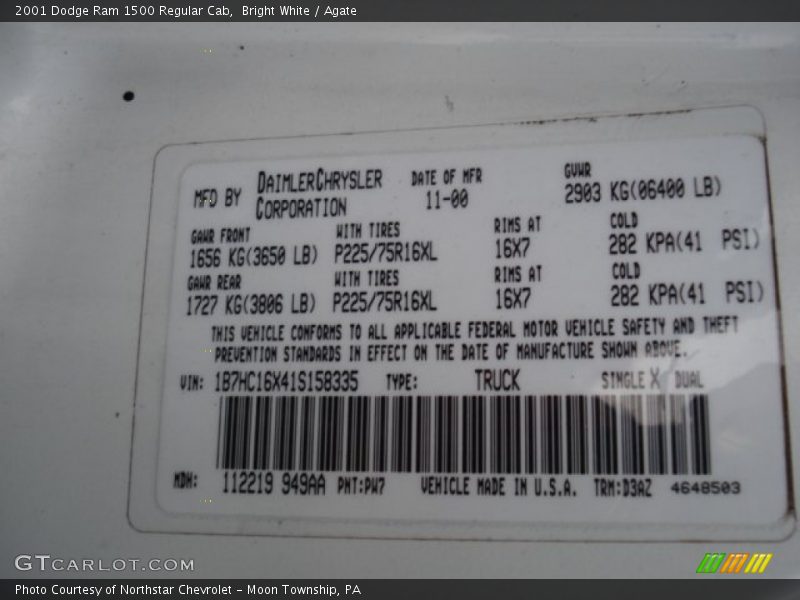 2001 Dodge Ram 1500 Regular Cab,  Bright White / Agate
MFD BY DAIMLERCHRYSLER CORPORATION DATE OF MFR 11-00 GVWR 2903 KG(06400 LB)
GAWR FRONT WITH TIRES RIMS AT COLD
1656 KG(3650 LB) P225/75R16XL 16X7 282 KPA(41 PSI)
GAWR REAR WITH TIRES RIMS AT COLD
1727 KG(3806 LB) P225/75R16XL 16X7 282 KPA(41 PSI)
THIS VEHICLE CONFORMS TO ALL APPLICABLE FEDERAL MOTOR VEHICLE SAFETY AND THEFT
PREVENTION STANDARDS IN EFFECT ON THE DATE OF MANUFACTURE SHOWN ABOVE.
VIN: 1B7HC16X41S158335 TYPE: TRUCK SINGLE X DUAL
MDH: 112219 949AA PNT:PW7 VEHICLE MADE IN U.S.A. TRM:D3AZ 4648503
GTCARLOT.COM
Photo Courtesy of Northstar Chevrolet – Moon Township, PA